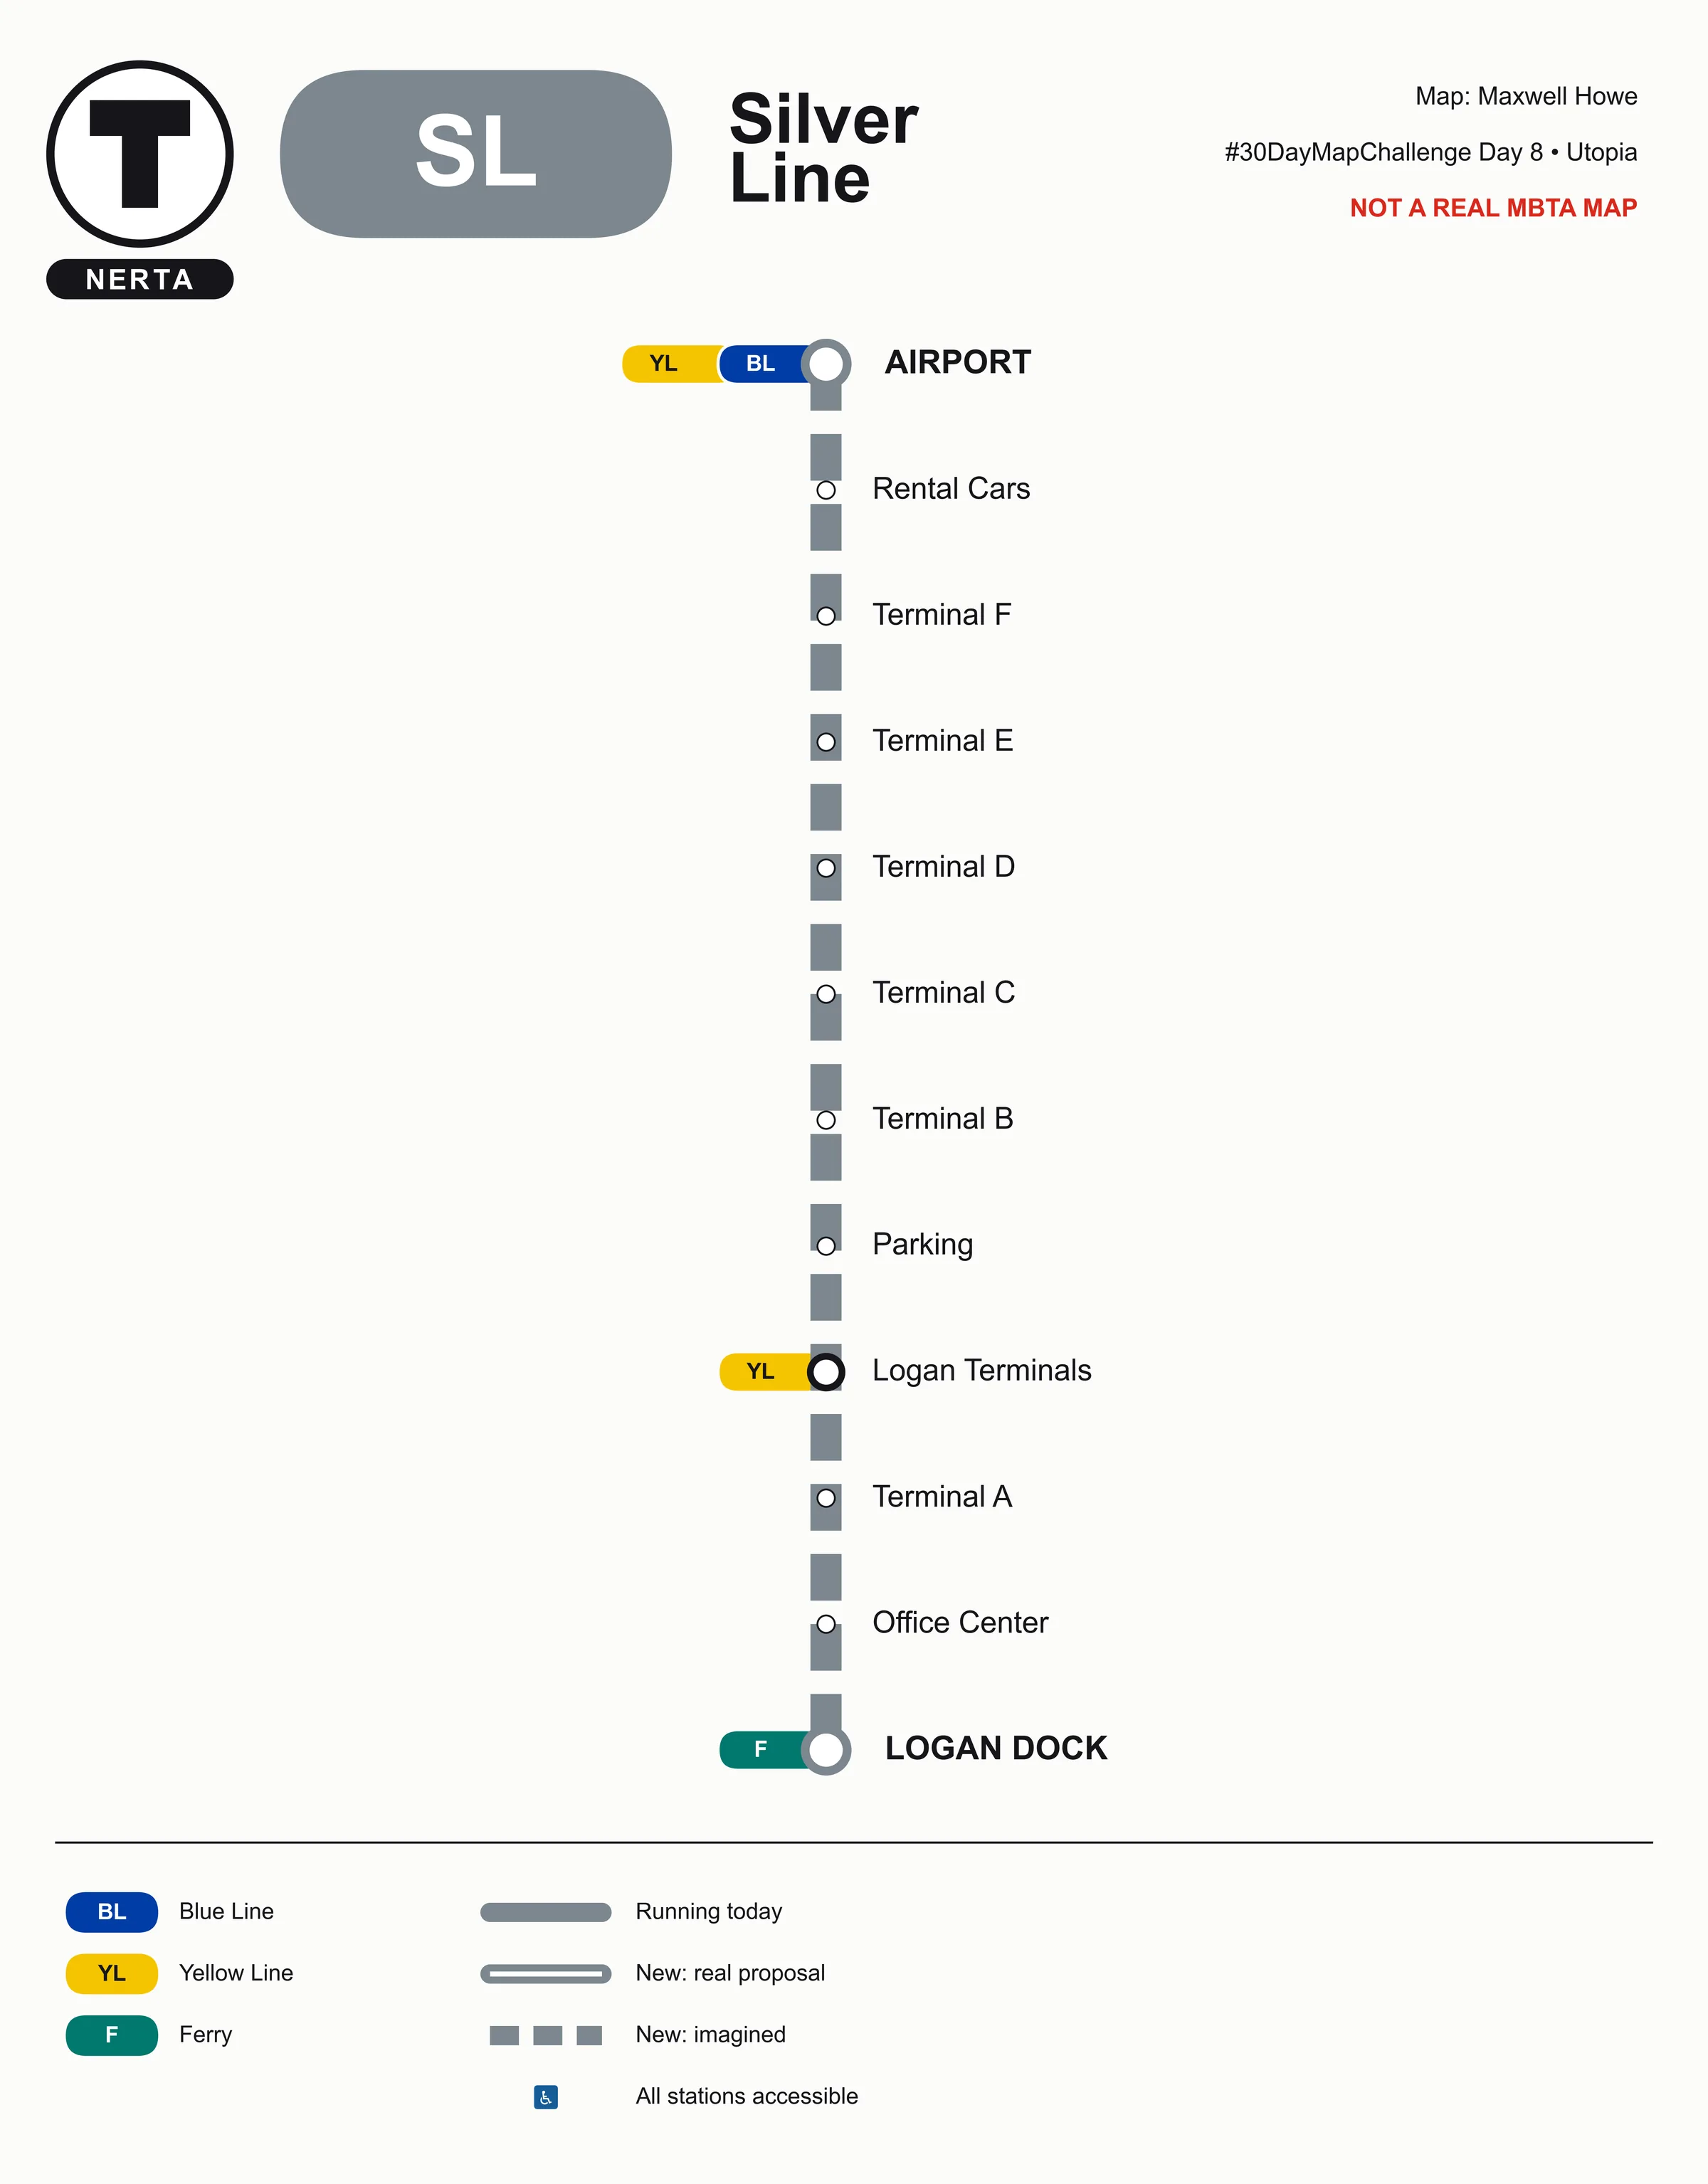 T
NERTA
SL
Silver
Line
Map: Maxwell Howe
#30DayMapChallenge Day 8 • Utopia
NOT A REAL MBTA MAP
YL BL AIRPORT
Rental Cars
Terminal F
Terminal E
Terminal D
Terminal C
Terminal B
Parking
YL Logan Terminals
Terminal A
Office Center
F LOGAN DOCK
BL Blue Line
YL Yellow Line
F Ferry
Running today
New: real proposal
New: imagined
All stations accessible